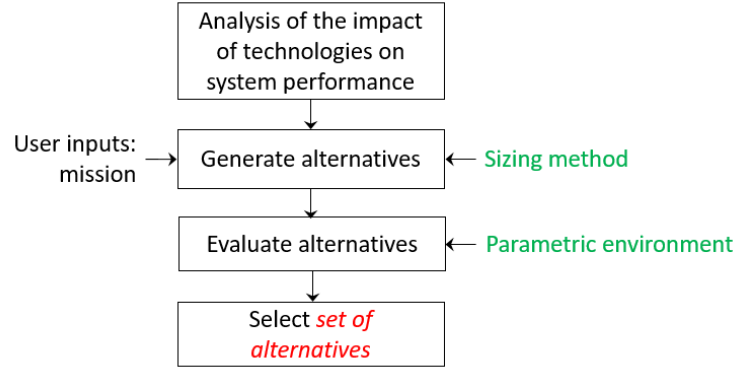 Analysis of the impact
of technologies on
system performance
User inputs:
mission
Generate alternatives
Sizing method
Evaluate alternatives
Parametric environment
Select set of
alternatives